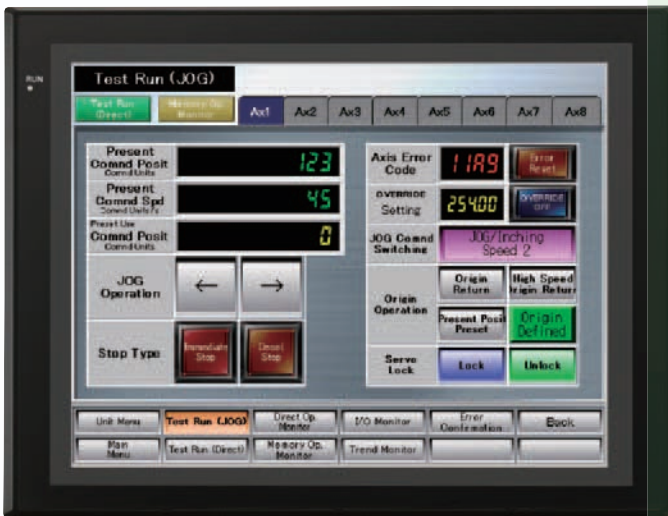 RUN
Test Run (JOG)
Test Run
(Direct)
Memory Op.
Monitor
Ax1
Ax2
Ax3
Ax4
Ax5
Ax6
Ax7
Ax8
Present
Comnd Posit
Comnd Units
123
Present
Comnd Spd
Comnd Units/s
45
Preset Use
Comnd Posit
Comnd Units
0
JOG
Operation
←
→
Stop Type
Immediate
Stop
Decel
Stop
Axis Error
Code
11A9
Error
Reset
OVERRIDE
Setting
254.00
OVERRIDE
OFF
JOG Comnd
Switching
JOG/Inching
Speed 2
Origin
Operation
Origin
Return
High Speed
Origin Return
Present Posit
Preset
Origin
Defined
Servo
Lock
Lock
Unlock
Unit Menu
Test Run (JOG)
Direct Op.
Monitor
I/O Monitor
Error
Confirmation
Back
Main
Menu
Test Run (Direct)
Memory Op.
Monitor
Trend Monitor